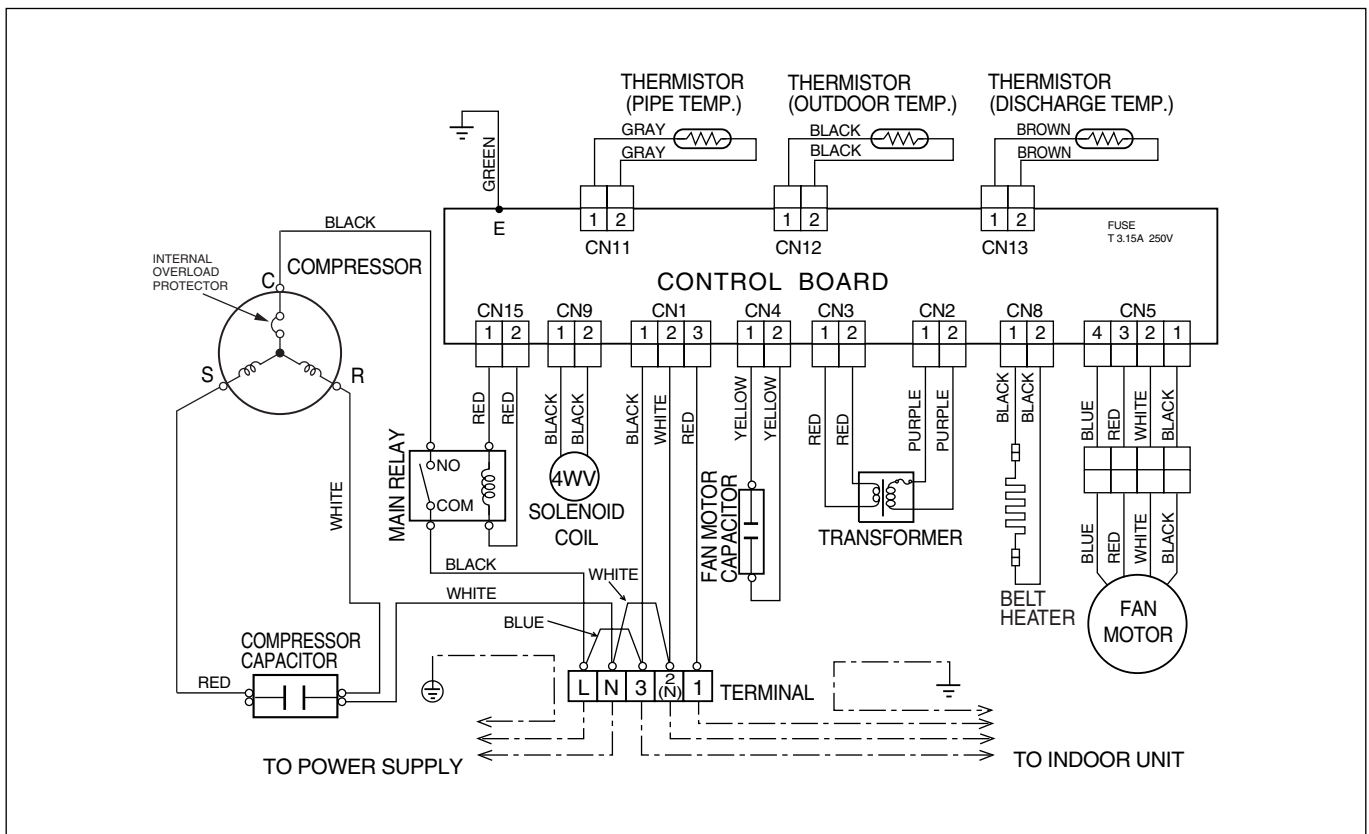 THERMISTOR
(PIPE TEMP.)
THERMISTOR
(OUTDOOR TEMP.)
THERMISTOR
(DISCHARGE TEMP.)
GRAY
GRAY
BLACK
BLACK
BROWN
BROWN
GREEN
E
1 2
CN11
1 2
CN12
1 2
CN13
FUSE
T 3.15A 250V
CONTROL BOARD
BLACK
INTERNAL
OVERLOAD
PROTECTOR
COMPRESSOR
C
S
R
CN15
1 2
CN9
1 2
CN1
1 2 3
CN4
1 2
CN3
1 2
CN2
1 2
CN8
1 2
CN5
4 3 2 1
RED
RED
BLACK
BLACK
BLACK
WHITE
RED
YELLOW
YELLOW
RED
RED
PURPLE
PURPLE
BLACK
BLACK
BLUE
RED
WHITE
BLACK
MAIN RELAY
NO
COM
4WV
SOLENOID
COIL
FAN MOTOR
CAPACITOR
TRANSFORMER
BELT
HEATER
BLUE
RED
WHITE
BLACK
FAN
MOTOR
WHITE
BLACK
WHITE
WHITE
BLUE
COMPRESSOR
CAPACITOR
RED
L N 3 2 (N) 1
TERMINAL
TO POWER SUPPLY
TO INDOOR UNIT